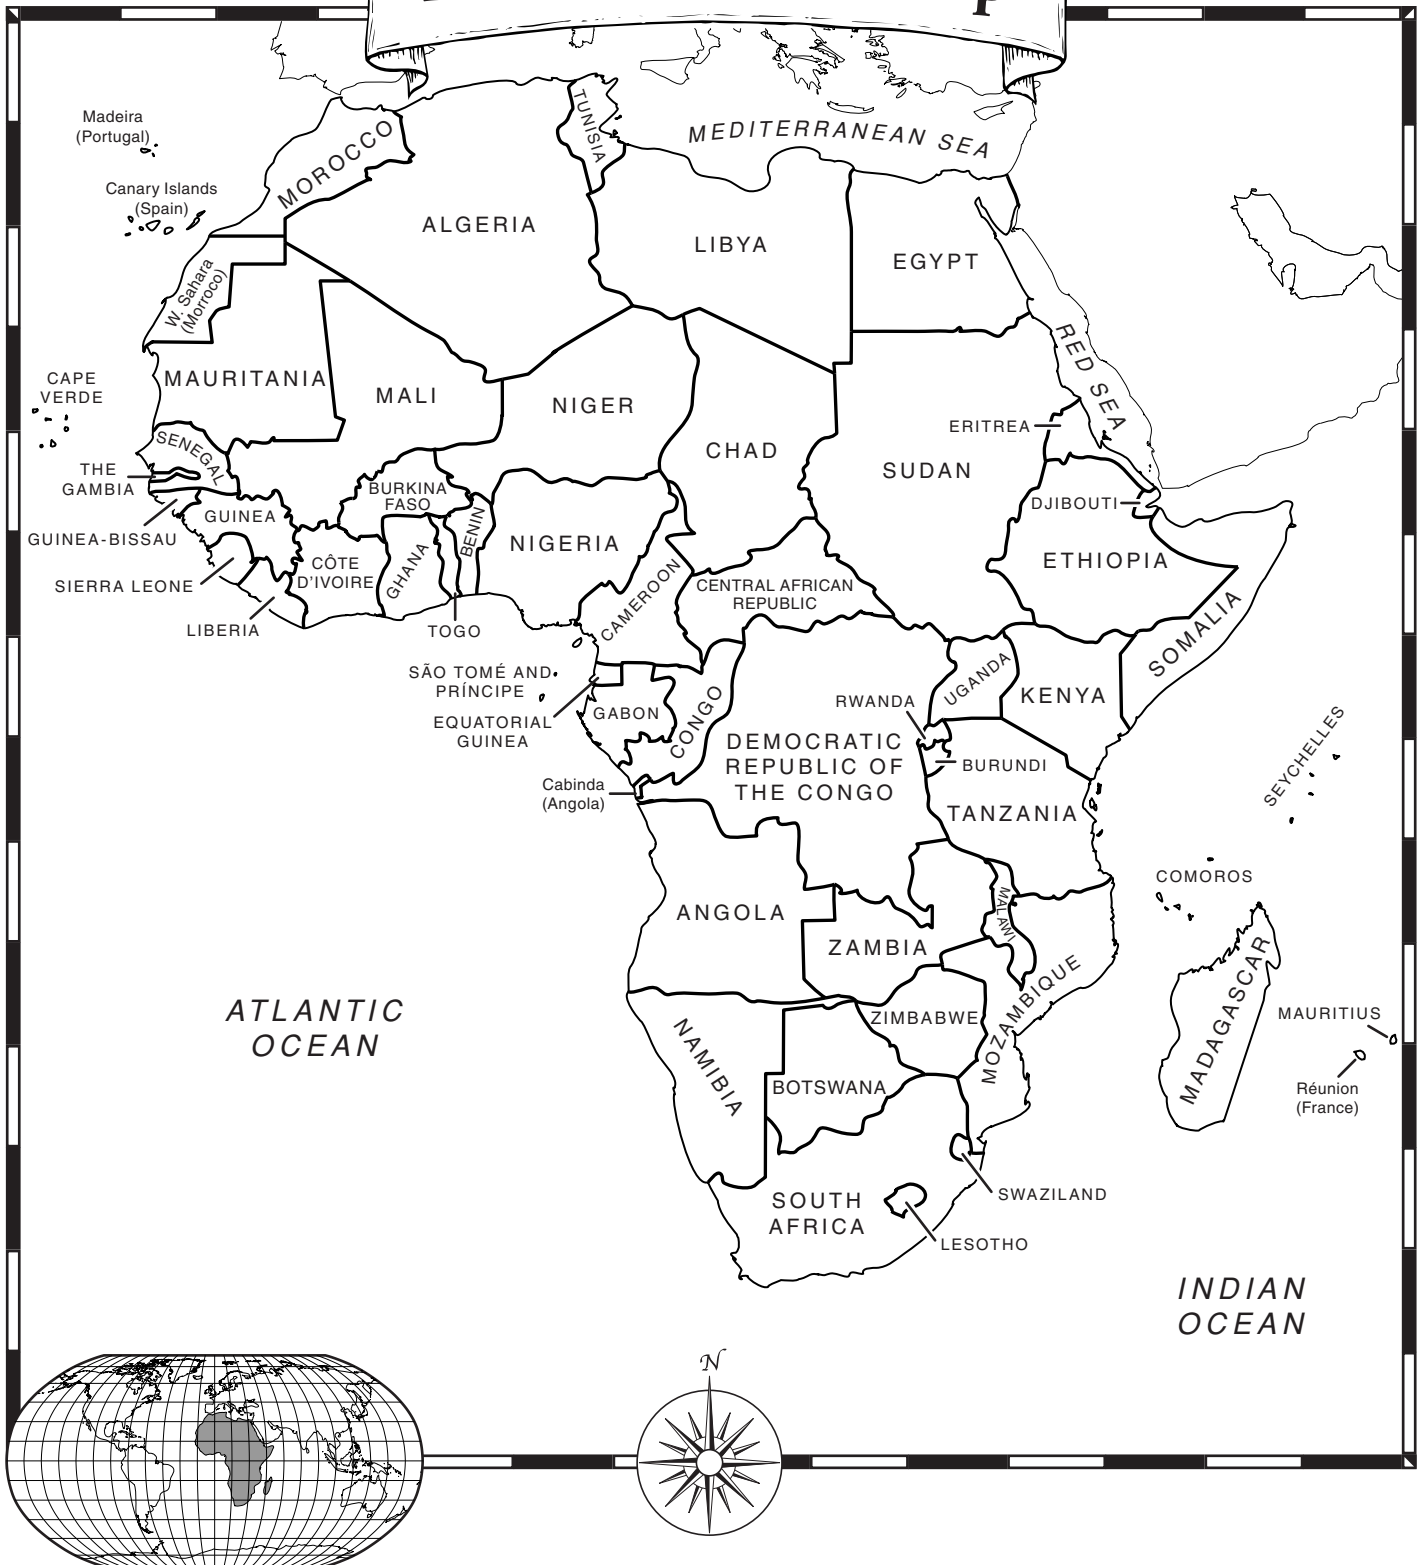 Madeira
(Portugal)
Canary Islands
(Spain)
MOROCCO
TUNISIA
MEDITERRANEAN SEA
ALGERIA
LIBYA
EGYPT
W. Sahara
(Morroco)
RED SEA
CAPE
VERDE
MAURITANIA
MALI
NIGER
CHAD
SUDAN
ERITREA
SENEGAL
THE
GAMBIA
BURKINA
FASO
DJIBOUTI
GUINEA
GUINEA-BISSAU
BENIN
NIGERIA
ETHIOPIA
CÔTE
D'IVOIRE
GHANA
SIERRA LEONE
CAMEROON
CENTRAL AFRICAN
REPUBLIC
LIBERIA
TOGO
SOMALIA
SÃO TOMÉ AND
PRÍNCIPE
UGANDA
KENYA
RWANDA
EQUATORIAL
GUINEA
GABON
CONGO
DEMOCRATIC
REPUBLIC OF
THE CONGO
BURUNDI
SEYCHELLES
Cabinda
(Angola)
TANZANIA
COMOROS
ANGOLA
MALAWI
ZAMBIA
MOZAMBIQUE
MADAGASCAR
ATLANTIC
OCEAN
NAMIBIA
ZIMBABWE
MAURITIUS
BOTSWANA
Réunion
(France)
SWAZILAND
SOUTH
AFRICA
LESOTHO
INDIAN
OCEAN
N